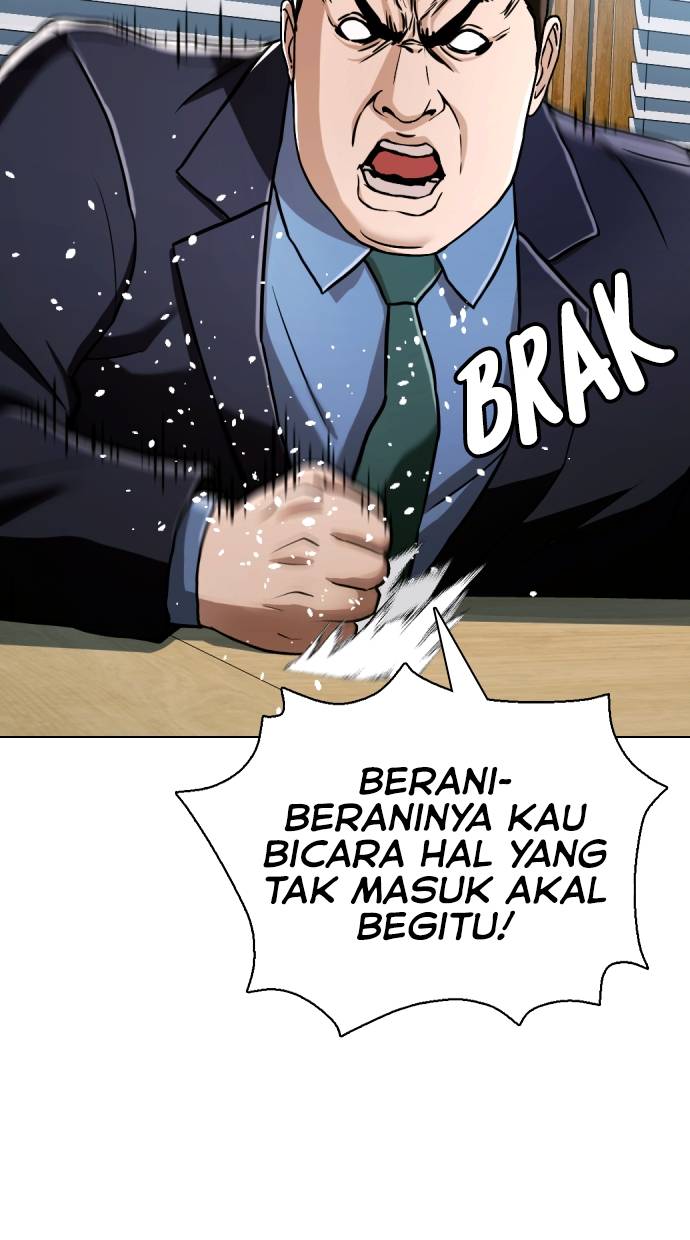 BRAK
BERANI-
BERANINYA KAU
BICARA HAL YANG
TAK MASUK AKAL
BEGITU!